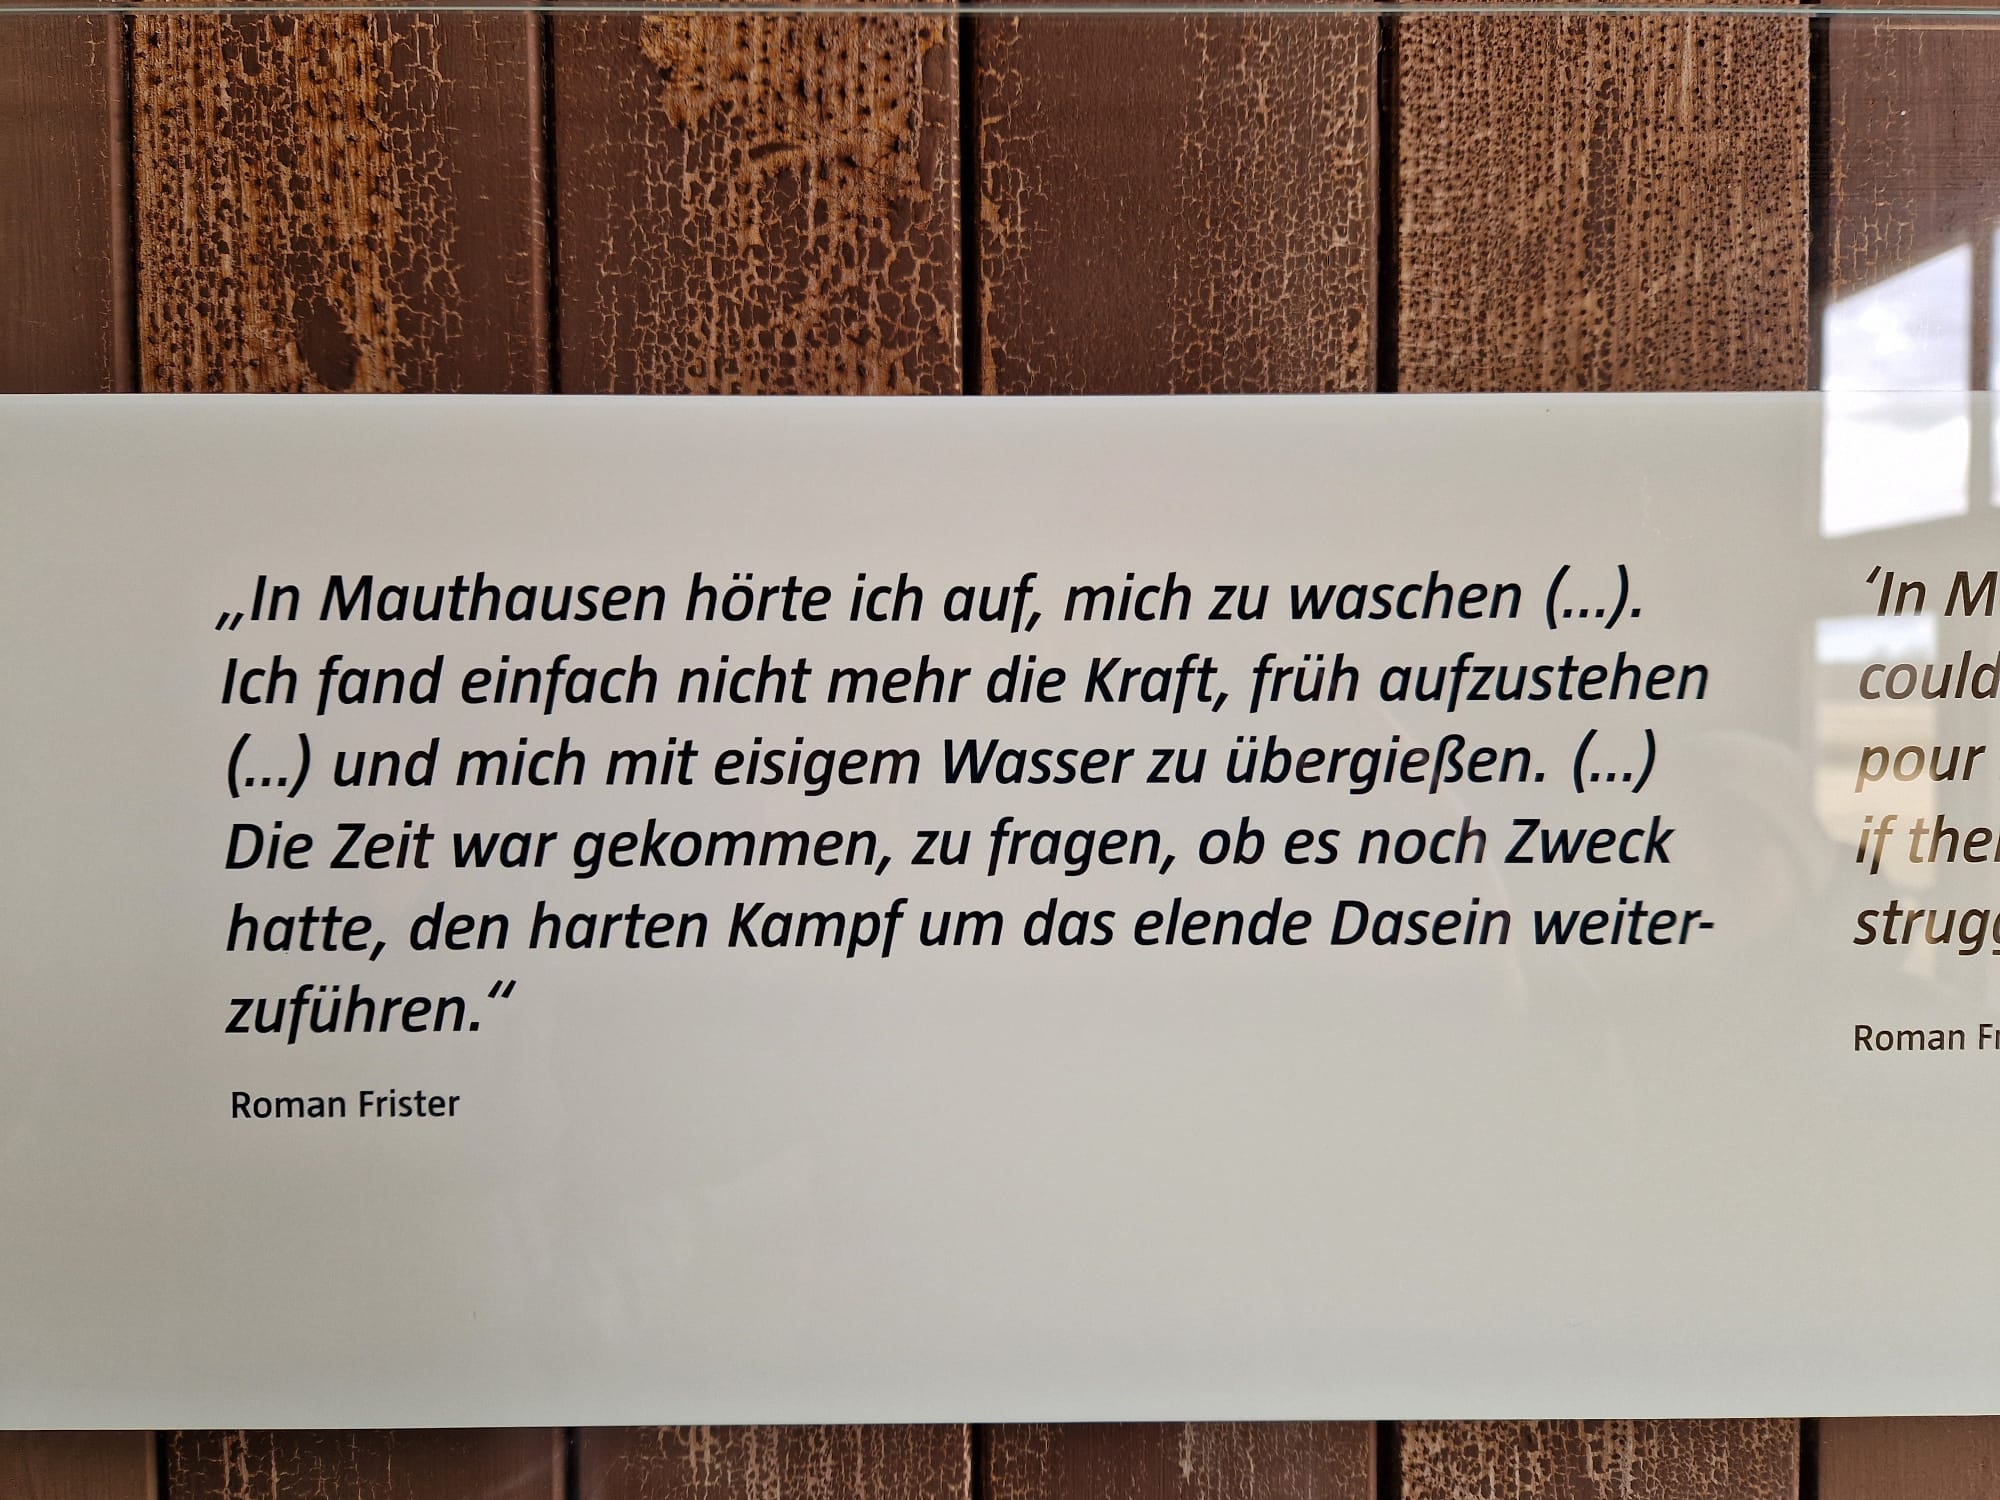 „In Mauthausen hörte ich auf, mich zu waschen (...).
Ich fand einfach nicht mehr die Kraft, früh aufzustehen
(...) und mich mit eisigem Wasser zu übergießen. (...)
Die Zeit war gekommen, zu fragen, ob es noch Zweck
hatte, den harten Kampf um das elende Dasein weiter-
zuführen.“
Roman Frister
‘In
could
pour
if
Roman